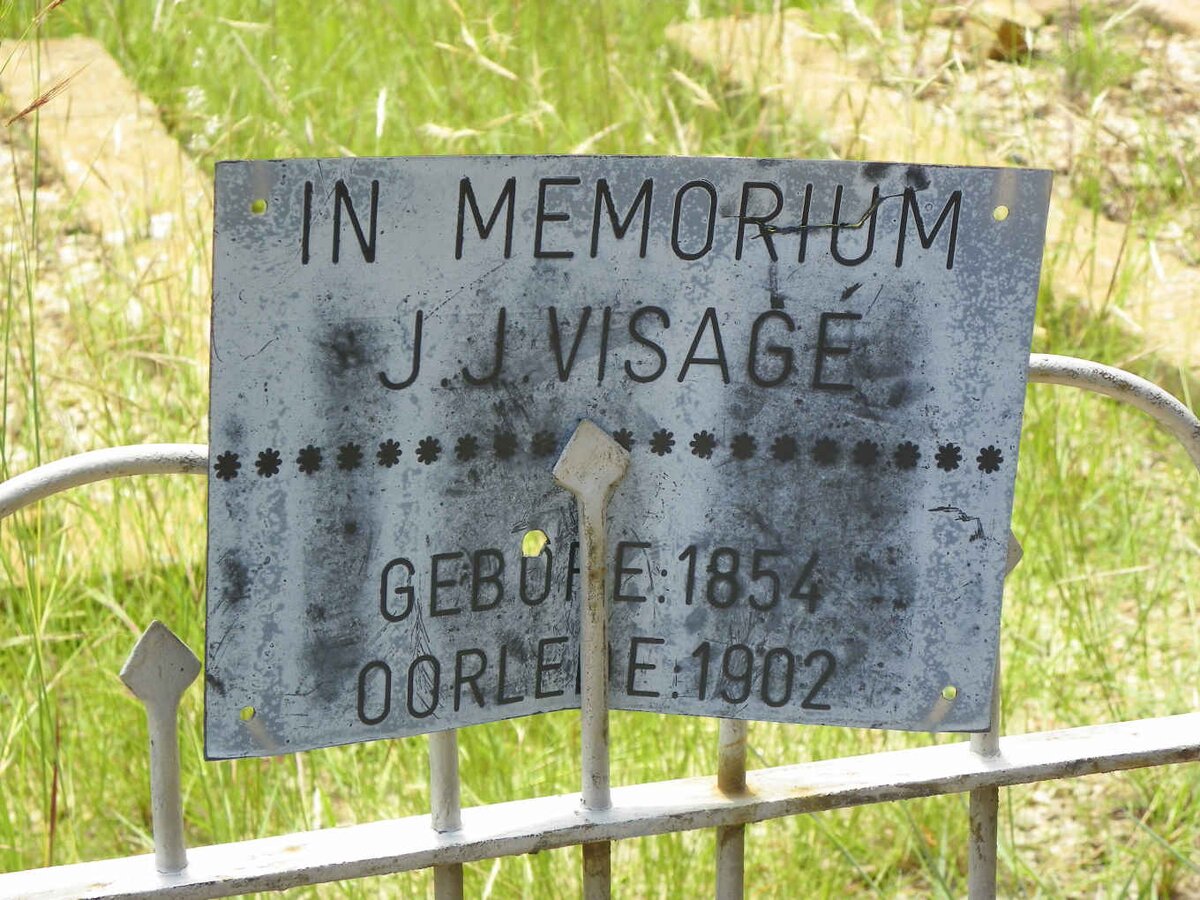 IN MEMORIUM
J.J.VISAGÉ
GEBORE:1854
OORLEDE:1902